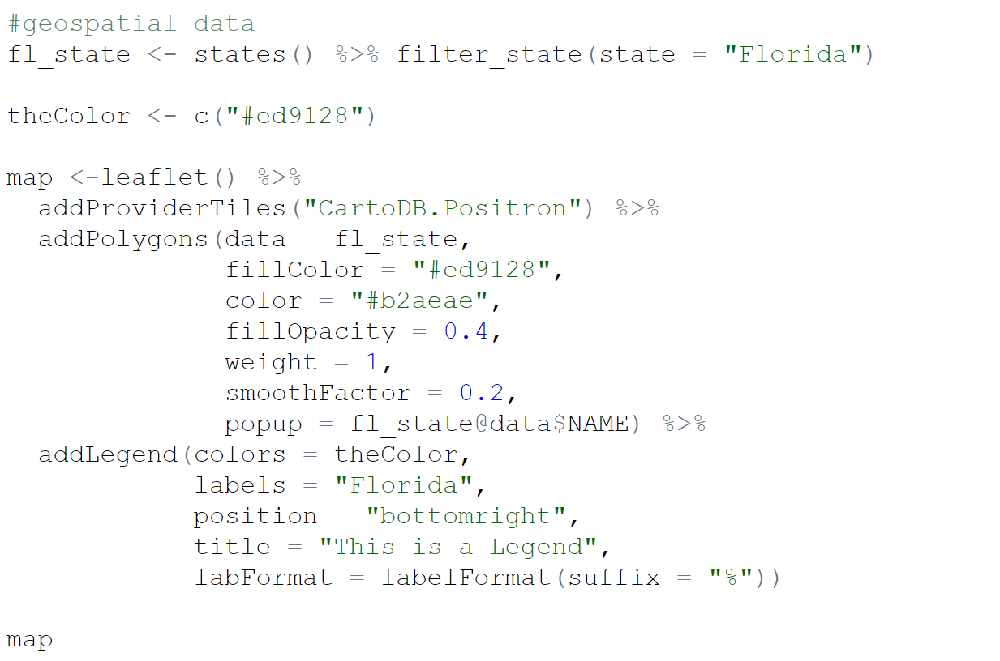 #geospatial data
fl_state <- states() %>% filter_state(state = "Florida")
theColor <- c("#ed9128")
map <-leaflet() %>%
  addProviderTiles("CartoDB.Positron") %>%
  addPolygons(data = fl_state,
              fillColor = "#ed9128",
              color = "#b2aeae",
              fillOpacity = 0.4,
              weight = 1,
              smoothFactor = 0.2,
              popup = fl_state@data$NAME) %>%
  addLegend(colors = theColor,
            labels = "Florida",
            position = "bottomright",
            title = "This is a Legend",
            labFormat = labelFormat(suffix = "%"))
map